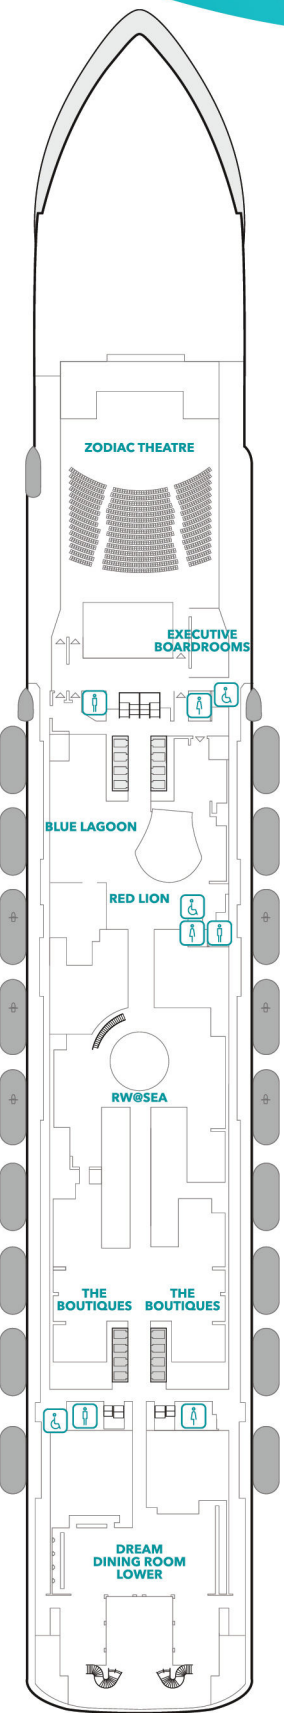 ZODIAC THEATRE
EXECUTIVE
BOARDROOMS
BLUE LAGOON
RED LION
RW@SEA
THE
BOUTIQUES
THE
BOUTIQUES
DREAM
DINING ROOM
LOWER